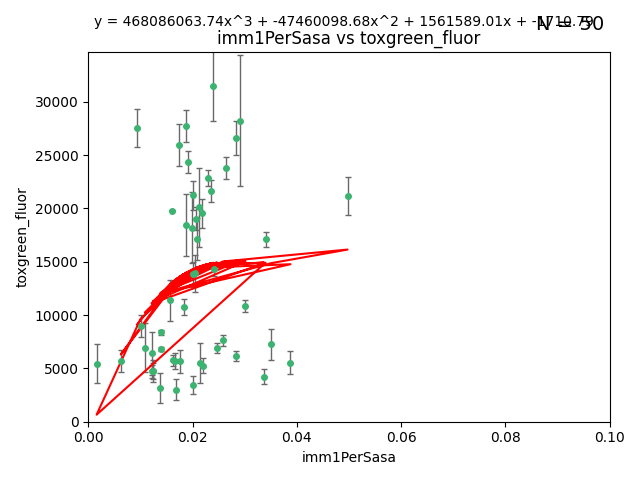 y = 468086063.74x^3 + -47460098.68x^2 + 1561589.01x + -1710.79
N = 50
imm1PerSasa vs toxgreen_fluor
toxgreen_fluor
30000
25000
20000
15000
10000
5000
0
0.00 0.02 0.04 0.06 0.08 0.10
imm1PerSasa